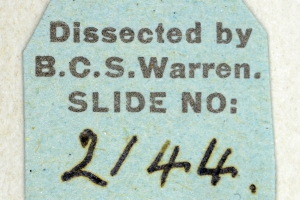 Dissected by
B.C.S.Warren.
SLIDE NO:
2144.